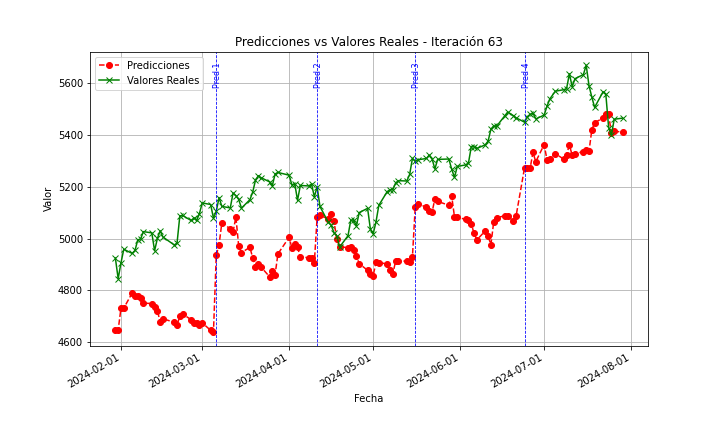 Predicciones vs Valores Reales - Iteración 63
Predicciones
Valores Reales
Pred 1
Pred 2
Pred 3
Pred 4
Valor
5600
5400
5200
5000
4800
4600
2024-02-01
2024-03-01
2024-04-01
2024-05-01
2024-06-01
2024-07-01
2024-08-01
Fecha